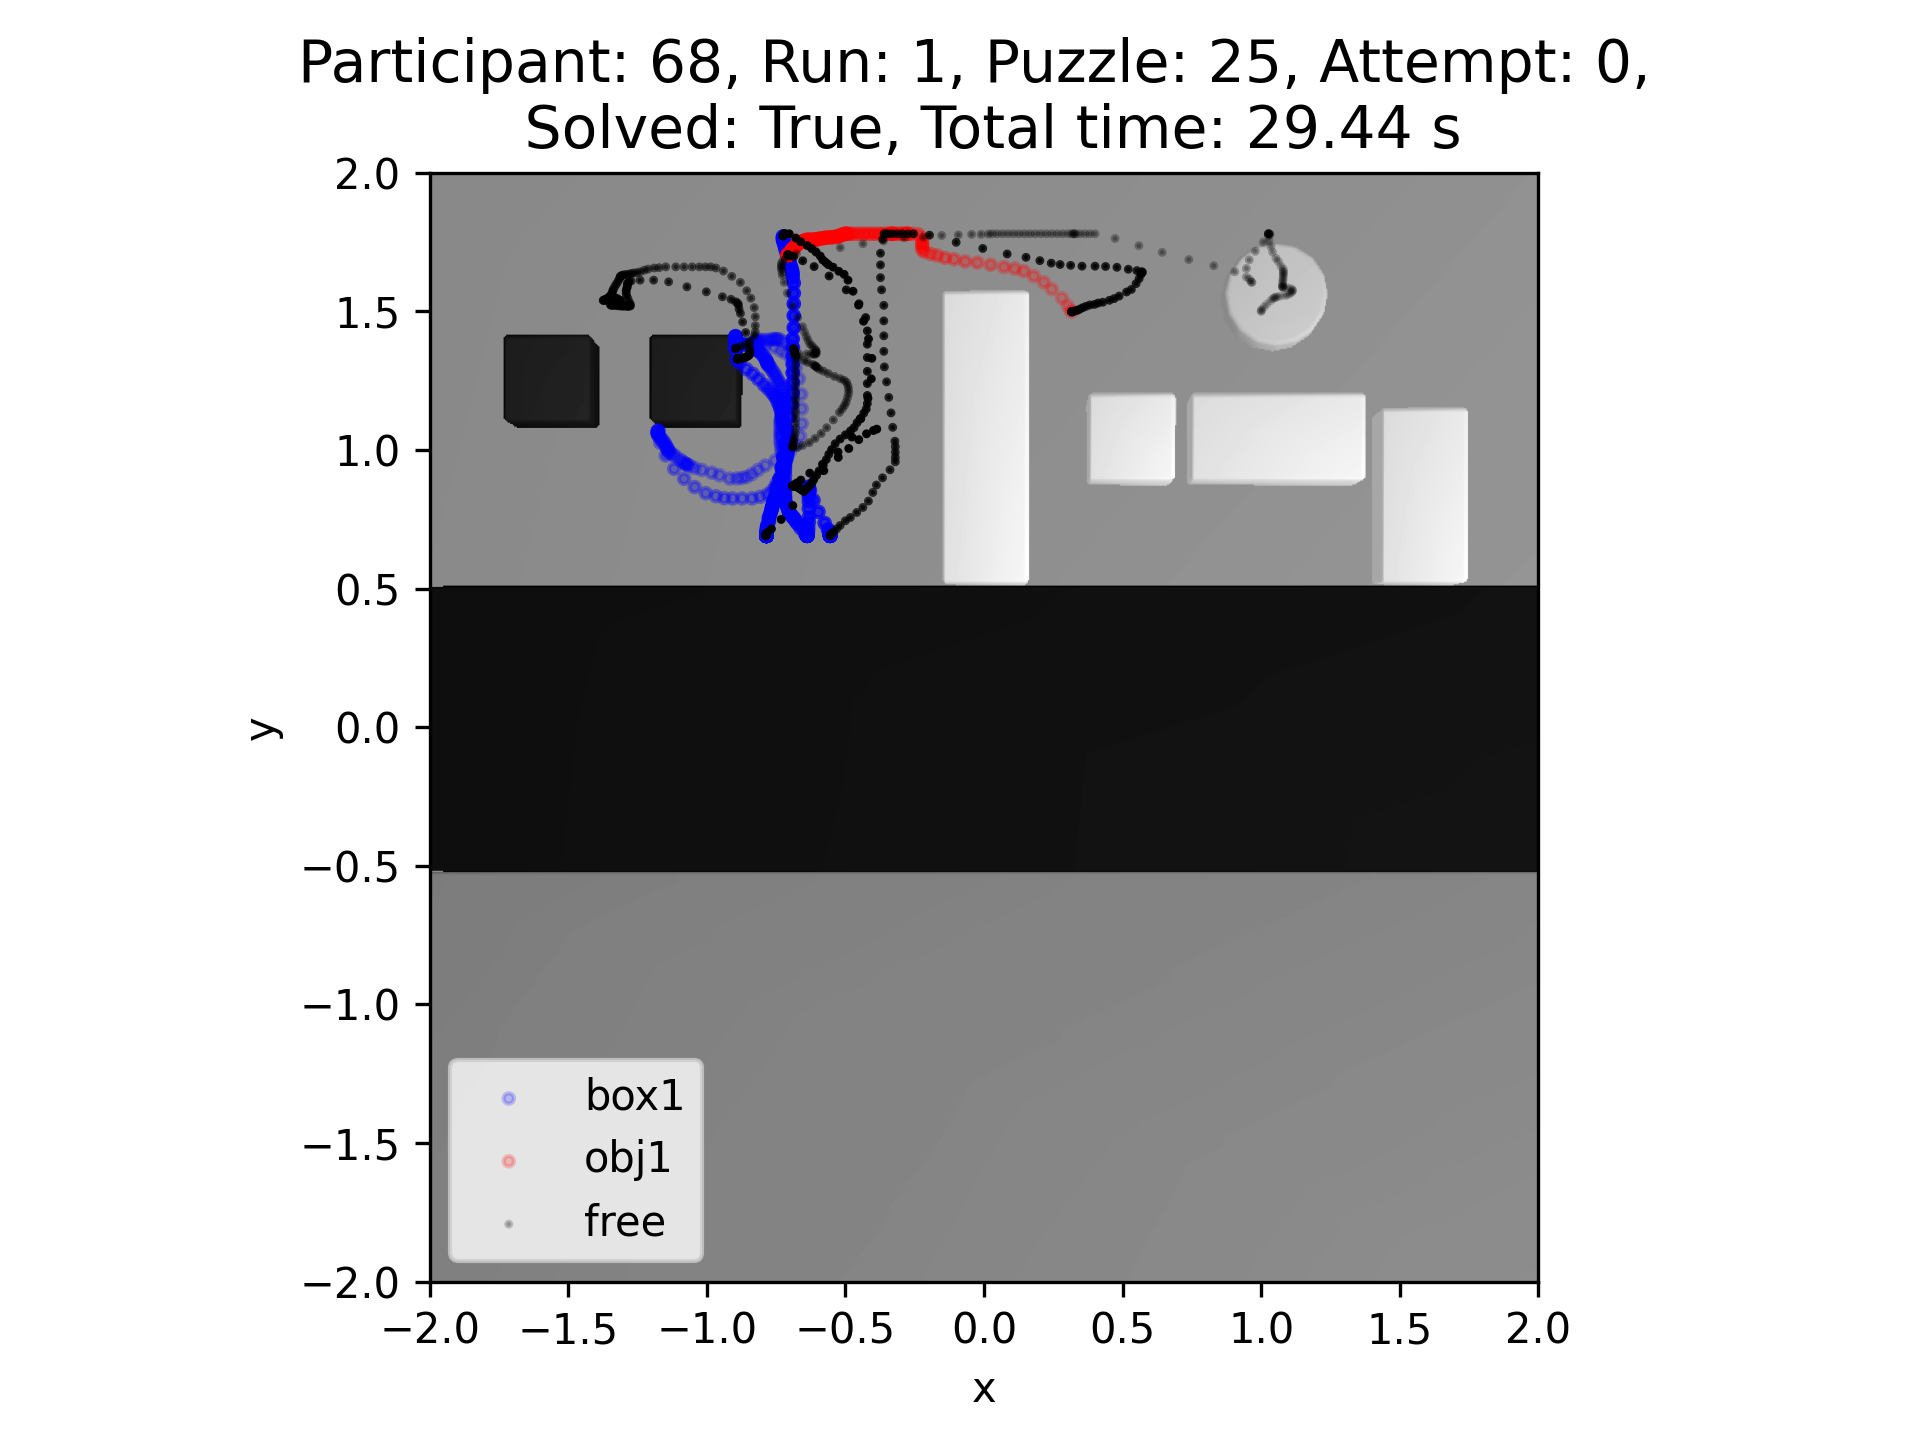 Participant: 68, Run: 1, Puzzle: 25, Attempt: 0,
Solved: True, Total time: 29.44 s
2.0
1.5
1.0
0.5
0.0
−0.5
−1.0
−1.5
−2.0
y
box1
obj1
free
−2.0 −1.5 −1.0 −0.5 0.0 0.5 1.0 1.5 2.0
x